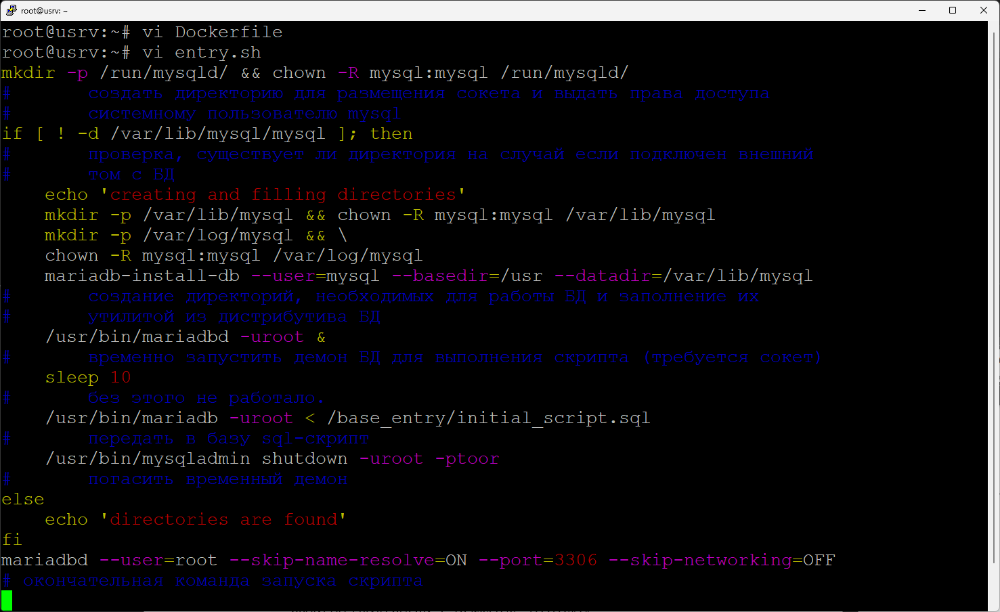 root@usrv: ~
root@usrv:~# vi Dockerfile
root@usrv:~# vi entry.sh
mkdir -p /run/mysqld/ && chown -R mysql:mysql /run/mysqld/
#       создать директорию для размещения сокета и выдать права доступа
#       системному пользователю mysql
if [ ! -d /var/lib/mysql/mysql ]; then
#       проверка, существует ли директория на случай если подключен внешний
#       том с БД
    echo 'creating and filling directories'
    mkdir -p /var/lib/mysql && chown -R mysql:mysql /var/lib/mysql
    mkdir -p /var/log/mysql && \
    chown -R mysql:mysql /var/log/mysql
    mariadb-install-db --user=mysql --basedir=/usr --datadir=/var/lib/mysql
#       создание директорий, необходимых для работы БД и заполнение их
#       утилитой из дистрибутива БД
    /usr/bin/mariadbd -uroot &
#       временно запустить демон БД для выполнения скрипта (требуется сокет)
    sleep 10
#       без этого не работало.
    /usr/bin/mariadb -uroot < /base_entry/initial_script.sql
#       передать в базу sql-скрипт
    /usr/bin/mysqladmin shutdown -uroot -ptoor
#       погасить временный демон
else
    echo 'directories are found'
fi
mariadbd --user=root --skip-name-resolve=ON --port=3306 --skip-networking=OFF
# окончательная команда запуска скрипта